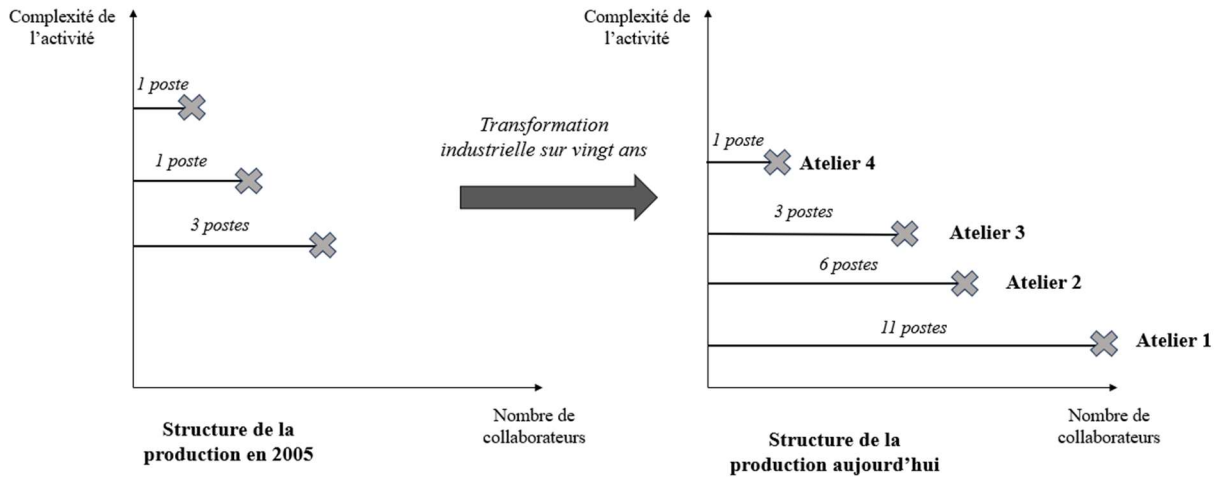 Complexité de
l’activité
1 poste
1 poste
3 postes
Nombre de
collaborateurs
Structure de la
production en 2005
Transformation
industrielle sur vingt ans
Complexité de
l’activité
1 poste
Atelier 4
3 postes
Atelier 3
6 postes
Atelier 2
11 postes
Atelier 1
Nombre de
collaborateurs
Structure de la
production aujourd’hui